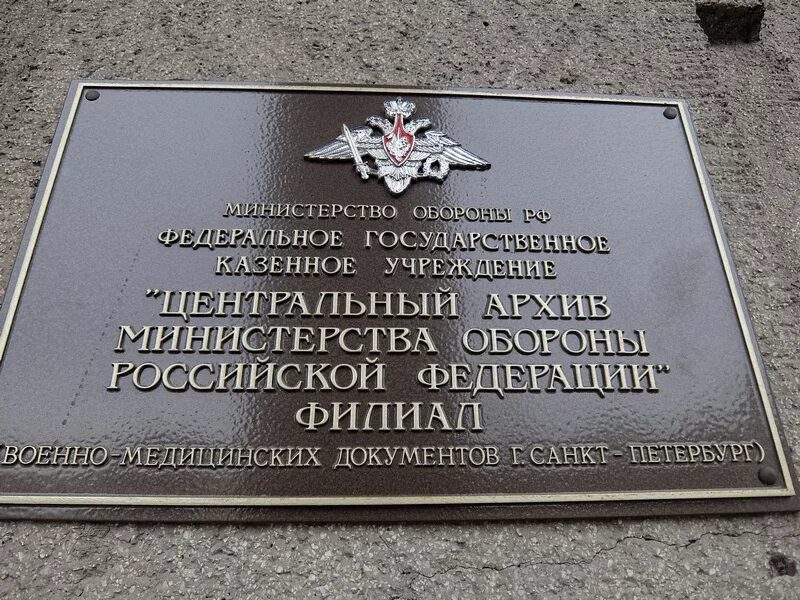 МИНИСТЕРСТВО ОБОРОНЫ РФ
ФЕДЕРАЛЬНОЕ ГОСУДАРСТВЕННОЕ
КАЗЕННОЕ УЧРЕЖДЕНИЕ
"ЦЕНТРАЛЬНЫЙ АРХИВ
МИНИСТЕРСТВА ОБОРОНЫ
РОССИЙСКОЙ ФЕДЕРАЦИИ"
ФИЛИАЛ
(ВОЕННО-МЕДИЦИНСКИХ ДОКУМЕНТОВ Г. САНКТ-ПЕТЕРБУРГ)